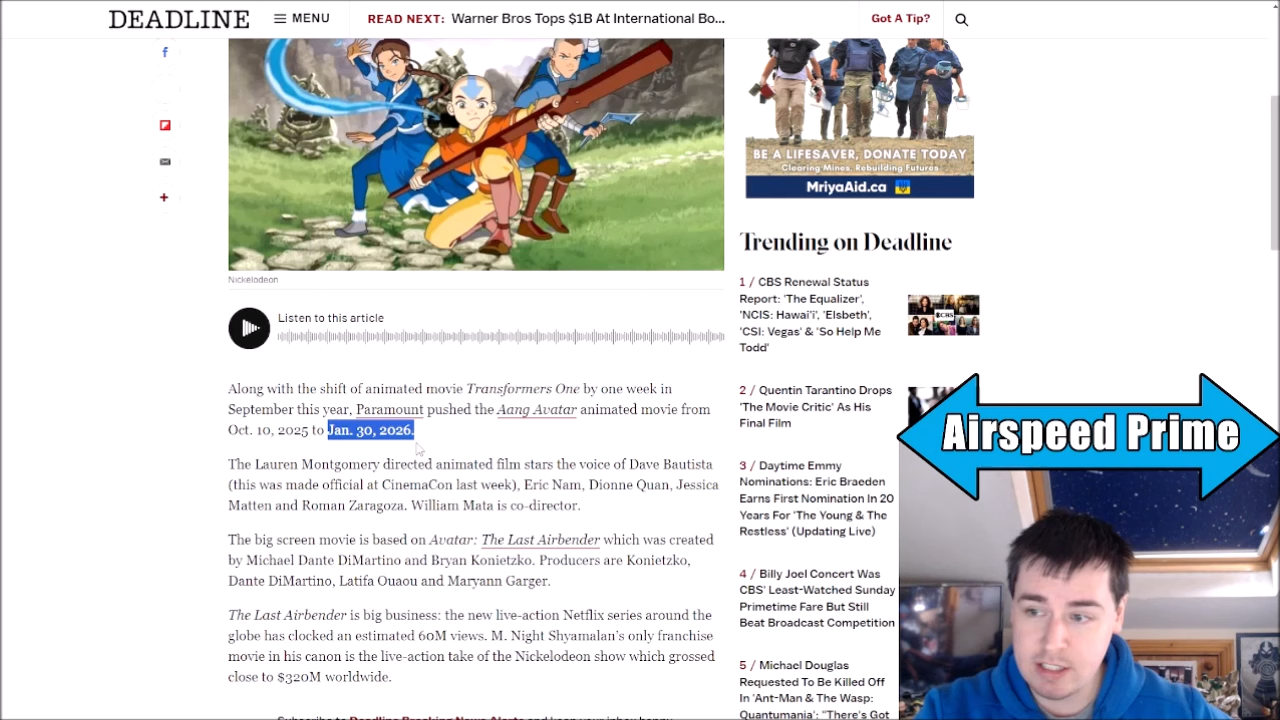 DEADLINE
MENU
READ NEXT: Warner Bros Tops $1B At International Bo...
Got A Tip?
BE A LIFESAVER, DONATE TODAY
Clearing Mines, Rebuilding Futures
MriyaAid.ca
Nickelodeon
Listen to this article
Along with the shift of animated movie Transformers One by one week in
September this year, Paramount pushed the Aang Avatar animated movie from
Oct. 10, 2025 to Jan. 30, 2026.
The Lauren Montgomery directed animated film stars the voice of Dave Bautista
(this was made official at CinemaCon last week), Eric Nam, Dionne Quan, Jessica
Matten and Roman Zaragoza. William Mata is co-director.
The big screen movie is based on Avatar: The Last Airbender which was created
by Michael Dante DiMartino and Bryan Konietzko. Producers are Konietzko,
Dante DiMartino, Latifa Ouaou and Maryann Garger.
The Last Airbender is big business: the new live-action Netflix series around the
globe has clocked an estimated 60M views. M. Night Shyamalan's only franchise
movie in his canon is the live-action take of the Nickelodeon show which grossed
close to $320M worldwide.
Subscribe to Deadline Breaking News Alerts and keep your inbox happy
Trending on Deadline
1 / CBS Renewal Status
Report: 'The Equalizer',
'NCIS: Hawai'i', 'Elsbeth',
'CSI: Vegas' & 'So Help Me
Todd'
CBS
2 / Quentin Tarantino Drops
'The Movie Critic' As His
Final Film
3 / Daytime Emmy
Nominations: Eric Braeden
Earns First Nomination In 20
Years For 'The Young & The
Restless' (Updating Live)
4 / Billy Joel Concert Was
CBS' Least-Watched Sunday
Primetime Fare But Still
Beat Broadcast Competition
5 / Michael Douglas
Requested To Be Killed Off
In 'Ant-Man & The Wasp:
Quantumania': "There's Got
Airspeed Prime